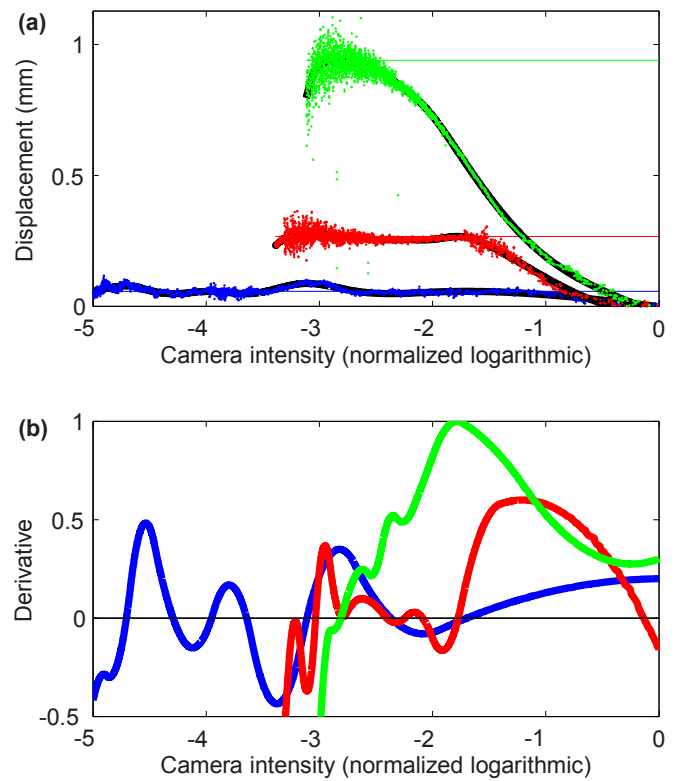 (a)
1
0.5
0
Displacement (mm)
-5 -4 -3 -2 -1 0
Camera intensity (normalized logarithmic)
(b)
1
0.5
0
-0.5
Derivative
-5 -4 -3 -2 -1 0
Camera intensity (normalized logarithmic)